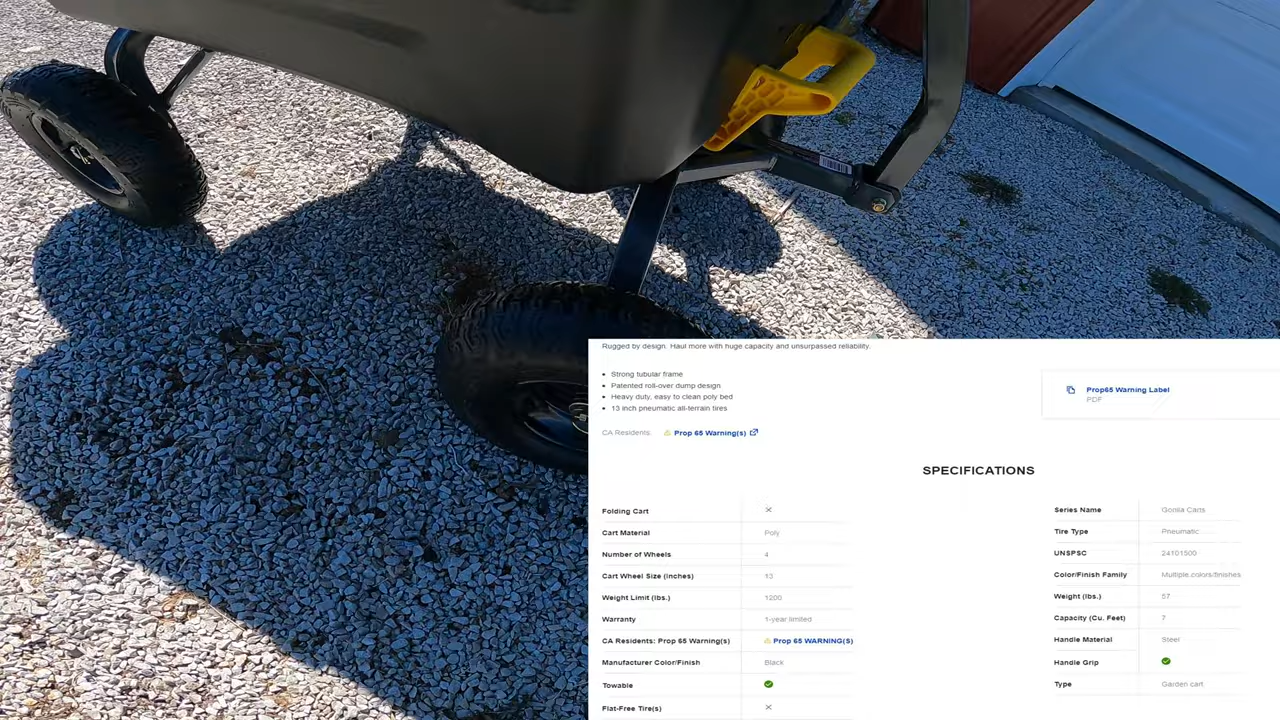 Rugged by design. Haul more with huge capacity and unsurpassed reliability.
Strong tubular frame
Patented roll-over dump design
Heavy duty, easy to clean poly bed
13 inch pneumatic all-terrain tires
CA Residents: Prop 65 Warning(s)
Prop65 Warning Label
PDF
SPECIFICATIONS
Folding Cart
Cart Material Poly
Number of Wheels 4
Cart Wheel Size (Inches) 13
Weight Limit (lbs.) 1200
Warranty 1-year limited
CA Residents: Prop 65 Warning(s) Prop 65 WARNING(S)
Manufacturer Color/Finish Black
Towable
Flat-Free Tire(s)
Series Name Gorilla Carts
Tire Type Pneumatic
UNSPSC 24101500
Color/Finish Family Multiple colors/finishes
Weight (lbs.) 57
Capacity (Cu. Feet) 7
Handle Material Steel
Handle Grip
Type Garden cart